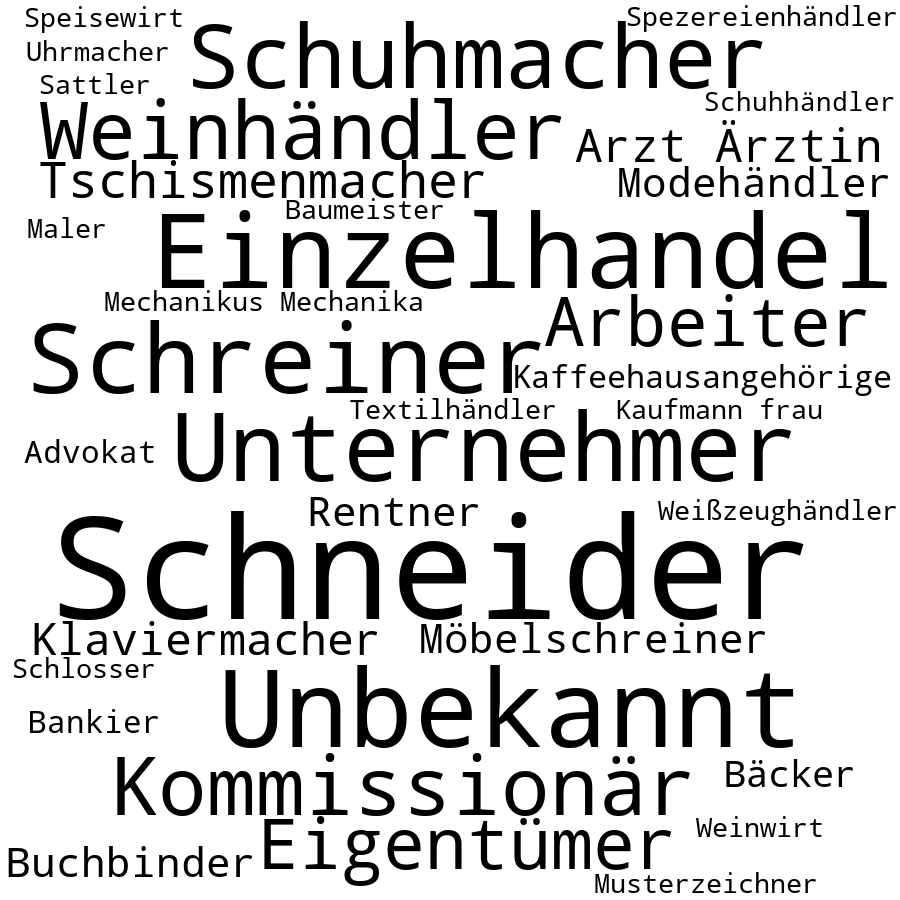 Speisewirt
Spezereienhändler
Uhrmacher
Schuhmacher
Sattler
Schuhhändler
Weinhändler
Arzt Ärztin
Tschismenmacher
Modehändler
Baumeister
Maler
Einzelhandel
Mechanikus Mechanika
Arbeiter
Schreiner
Kaffeehausangehörige
Textilhändler
Kaufmann frau
Advokat
Unternehmer
Rentner
Weißzeughändler
Schneider
Klaviermacher
Möbelschreiner
Schlosser
Unbekannt
Bankier
Kommissionär
Bäcker
Eigentümer
Weinwirt
Buchbinder
Musterzeichner